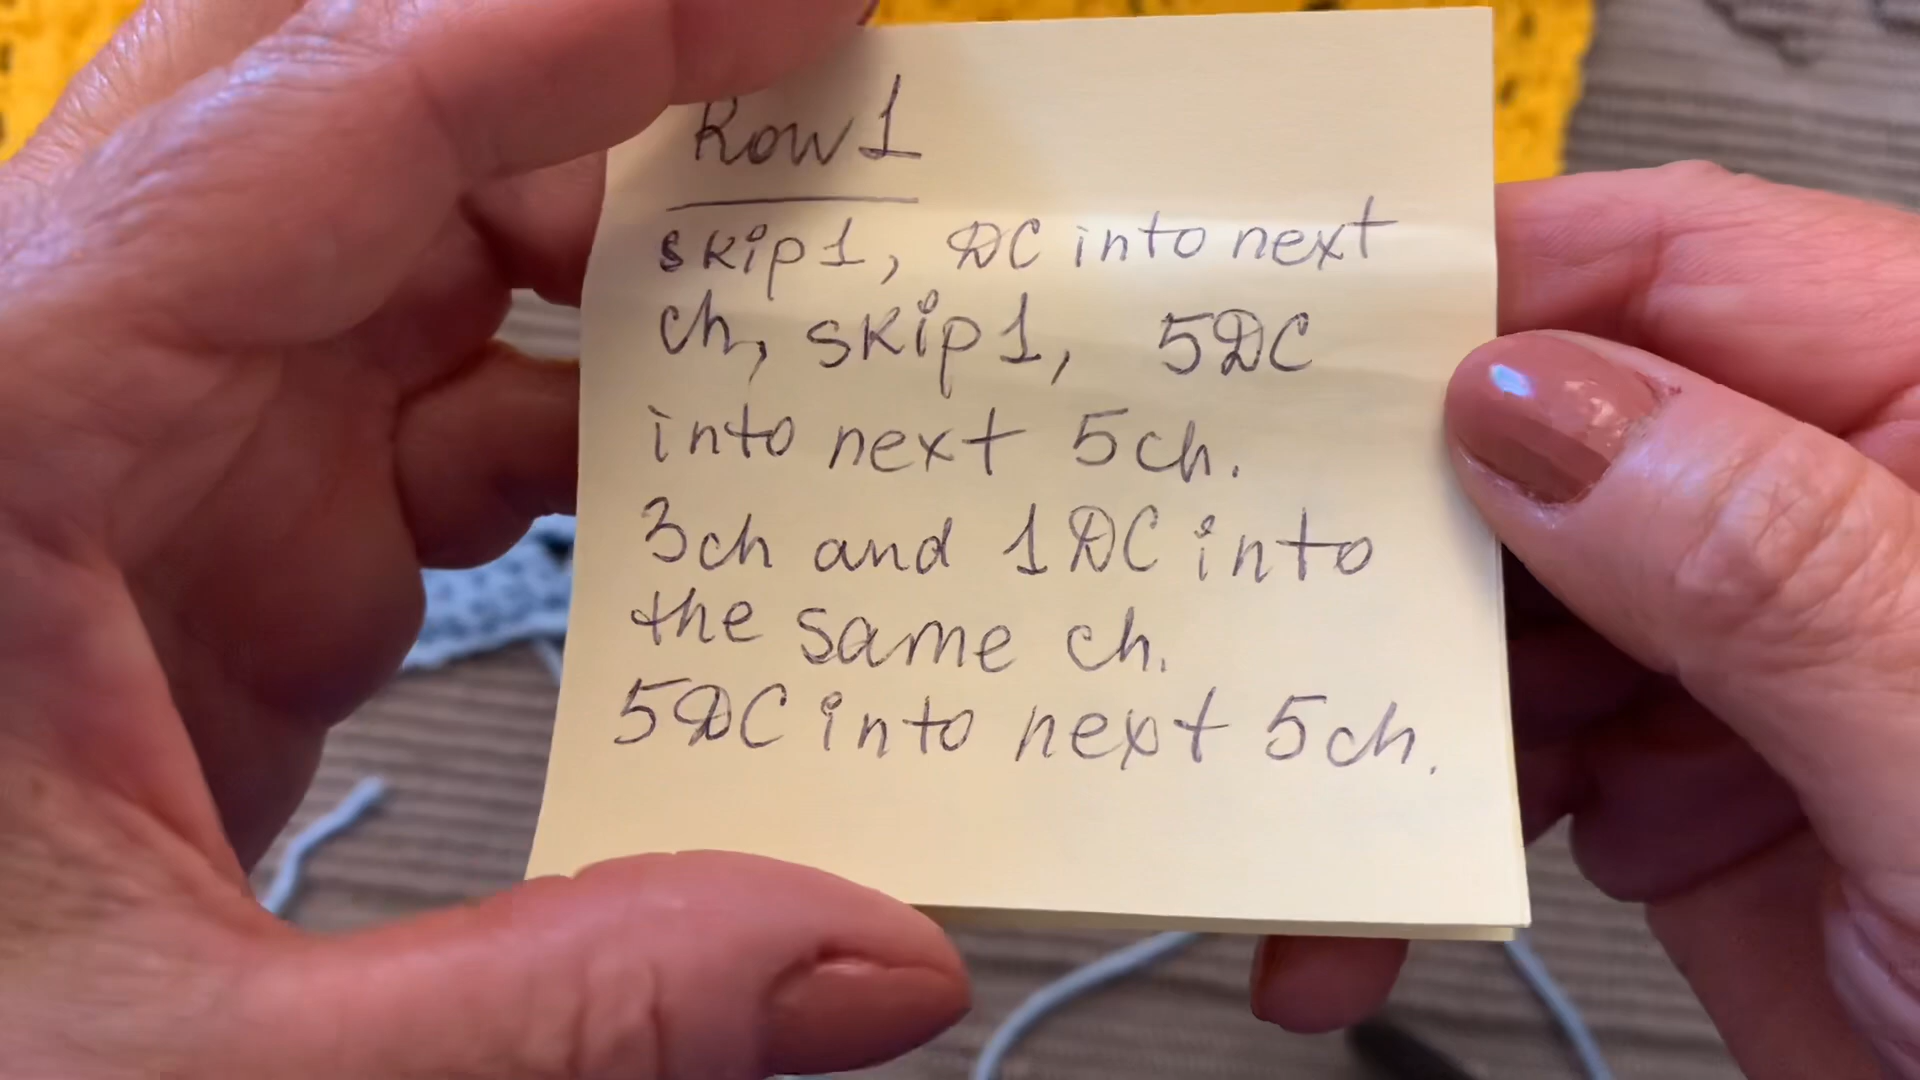 Row 1
skip 1, DC into next
ch, skip 1, 5DC
into next 5ch.
3ch and 1DC into
the same ch.
5DC into next 5ch.